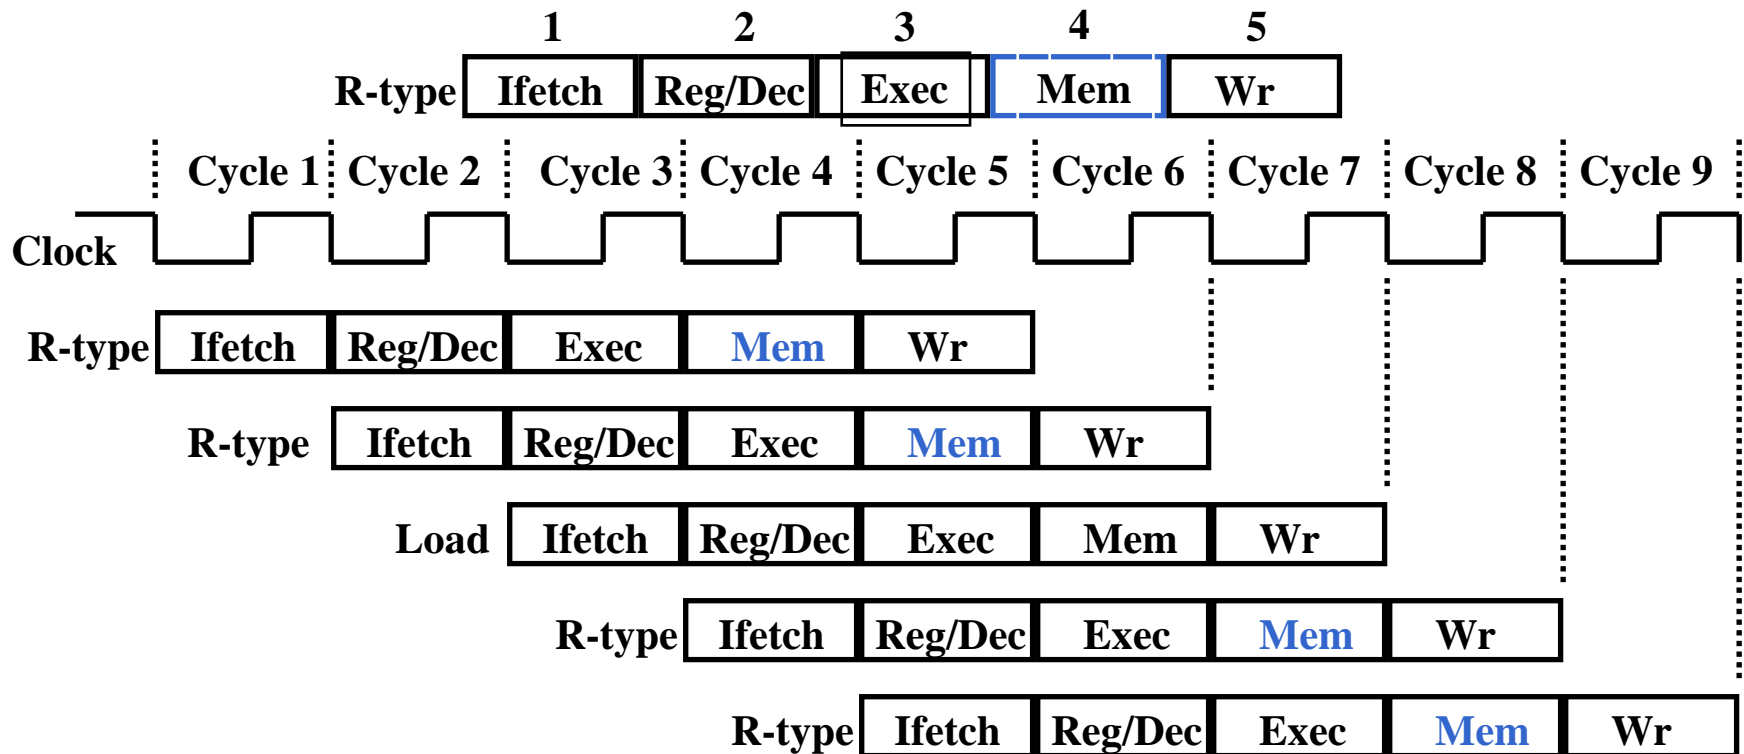 1 2 3 4 5
R-type Ifetch Reg/Dec Exec Mem Wr
Cycle 1 Cycle 2 Cycle 3 Cycle 4 Cycle 5 Cycle 6 Cycle 7 Cycle 8 Cycle 9
Clock
R-type Ifetch Reg/Dec Exec Mem Wr
R-type Ifetch Reg/Dec Exec Mem Wr
Load Ifetch Reg/Dec Exec Mem Wr
R-type Ifetch Reg/Dec Exec Mem Wr
R-type Ifetch Reg/Dec Exec Mem Wr